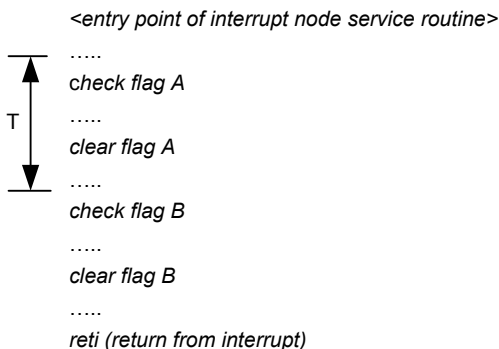 <entry point of interrupt node service routine>
…..
check flag A
T
…..
clear flag A
…..
check flag B
…..
clear flag B
…..
reti (return from interrupt)